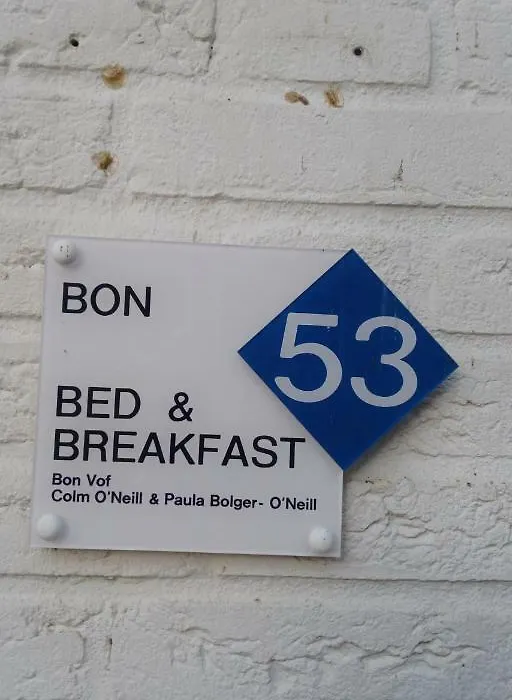 BON
53
BED &
BREAKFAST
Bon Vof
Colm O'Neill & Paula Bolger- O'Neill